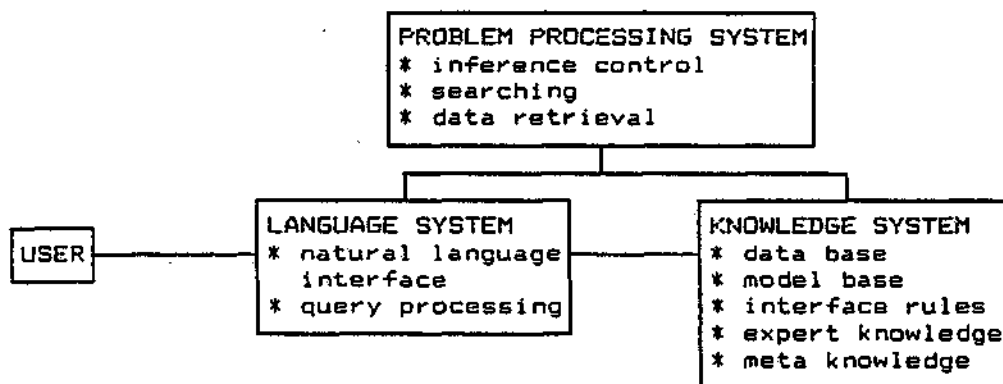 PROBLEM PROCESSING SYSTEM
* inference control
* searching
* data retrieval
USER
LANGUAGE SYSTEM
* natural language
interface
* query processing
KNOWLEDGE SYSTEM
* data base
* model base
* interface rules
* expert knowledge
* meta knowledge